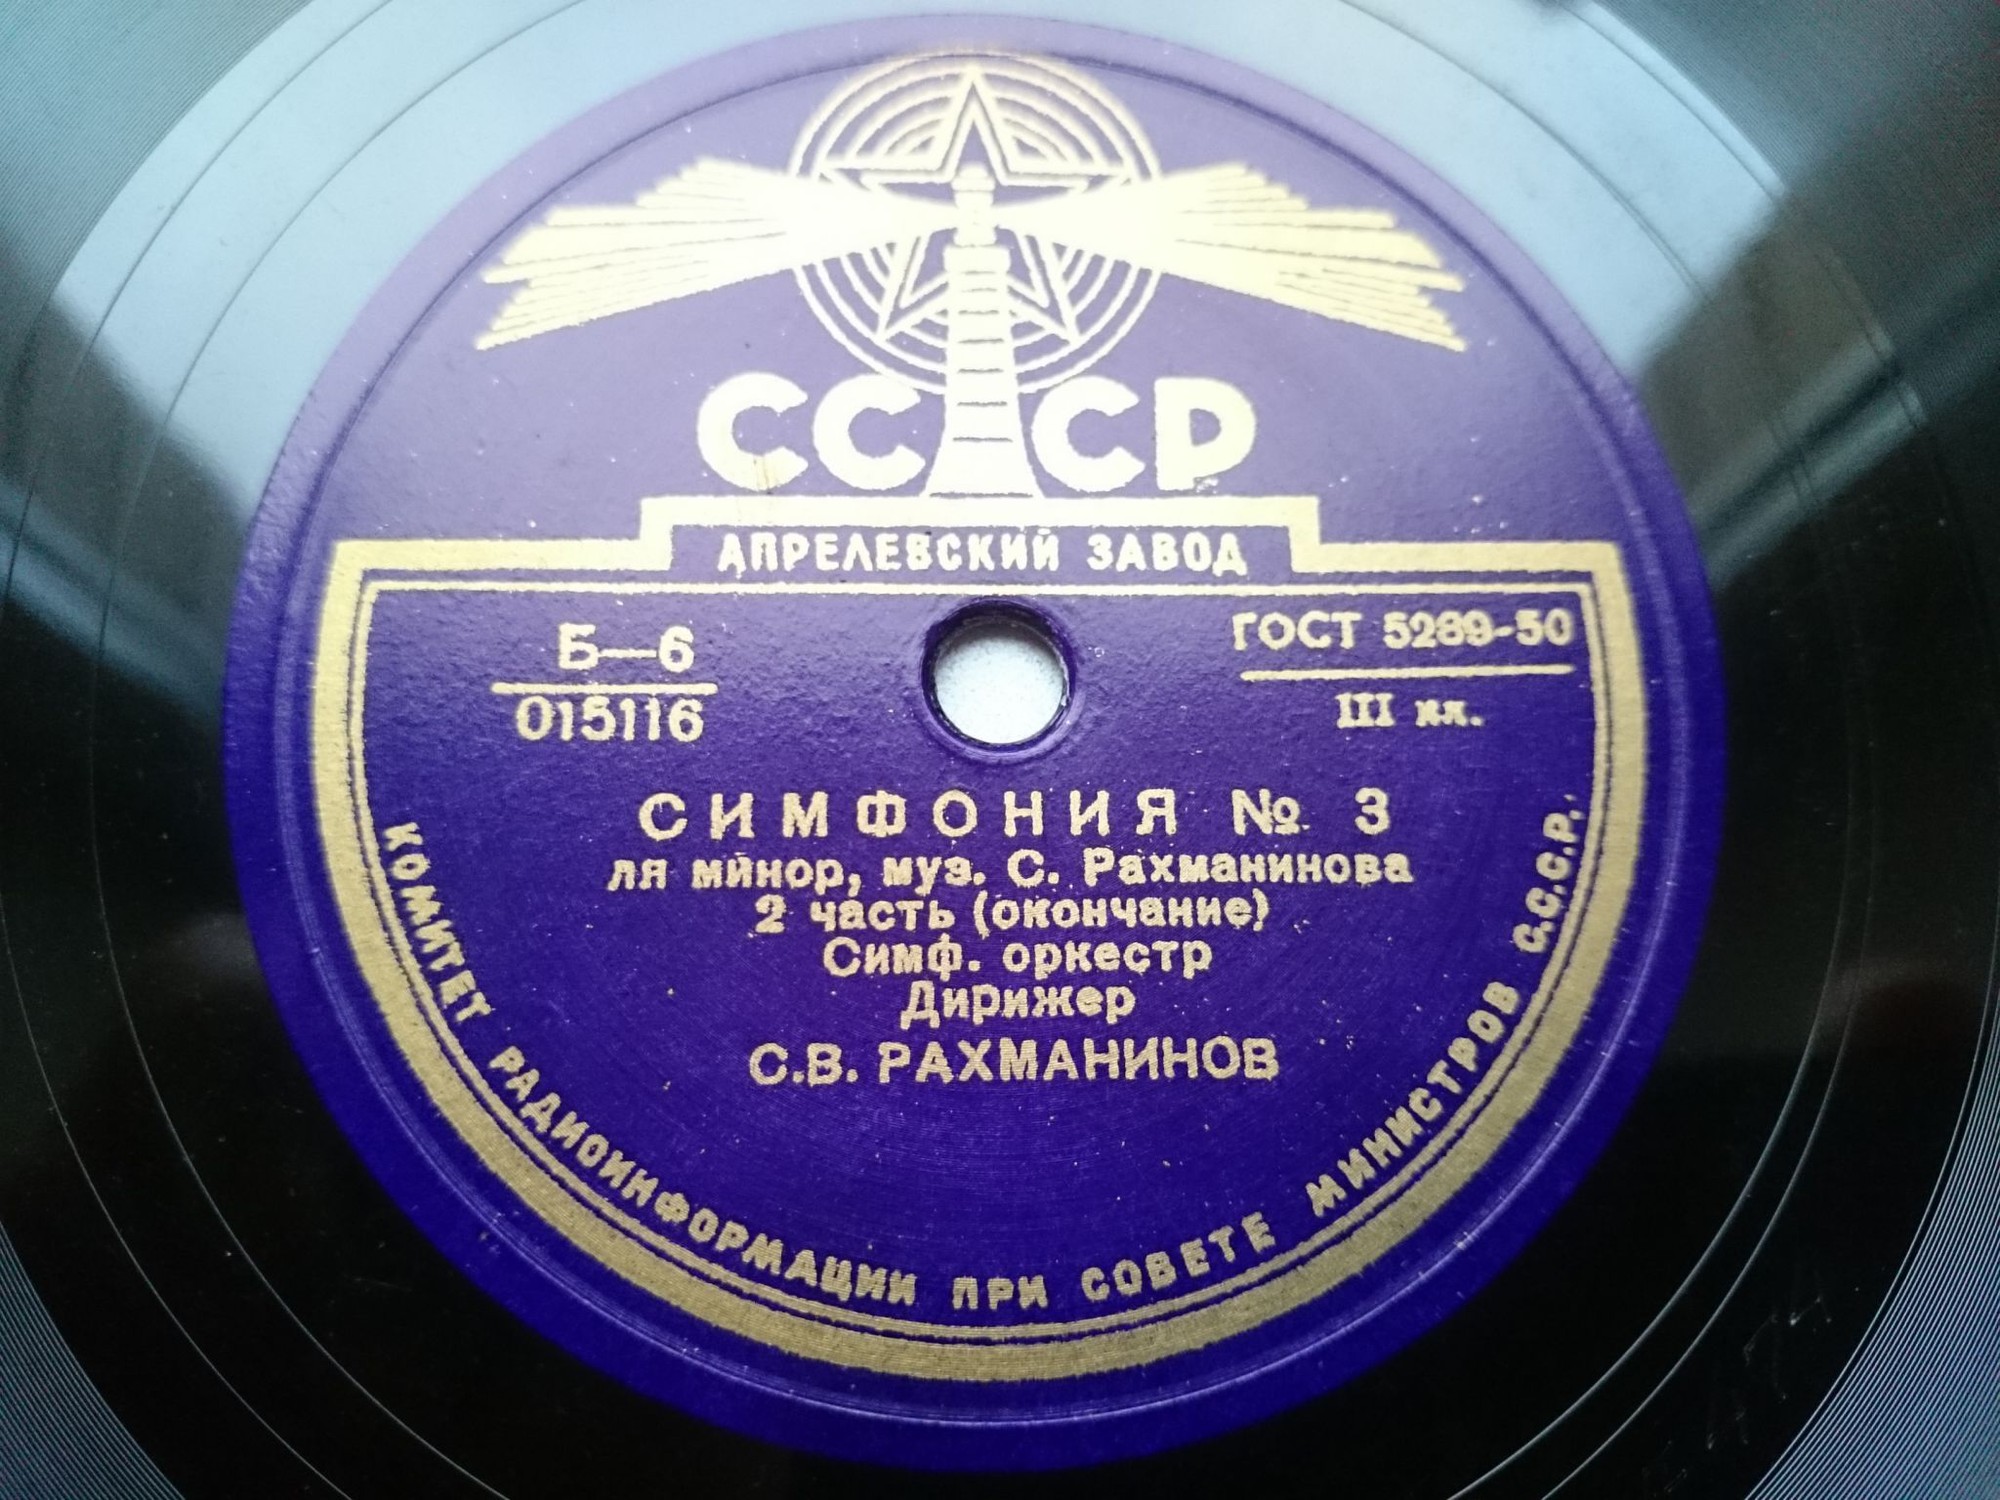 СССР
АПРЕЛЕВСКИЙ ЗАВОД
Б—6
015116
ГОСТ 5289-50
III кл.
СИМФОНИЯ № 3
ля минор, муз. С. Рахманинова
2 часть (окончание)
Симф. оркестр
Дирижер
С.В. РАХМАНИНОВ
КОМИТЕТ РАДИОИНФОРМАЦИИ ПРИ СОВЕТЕ МИНИСТРОВ С.С.С.Р.